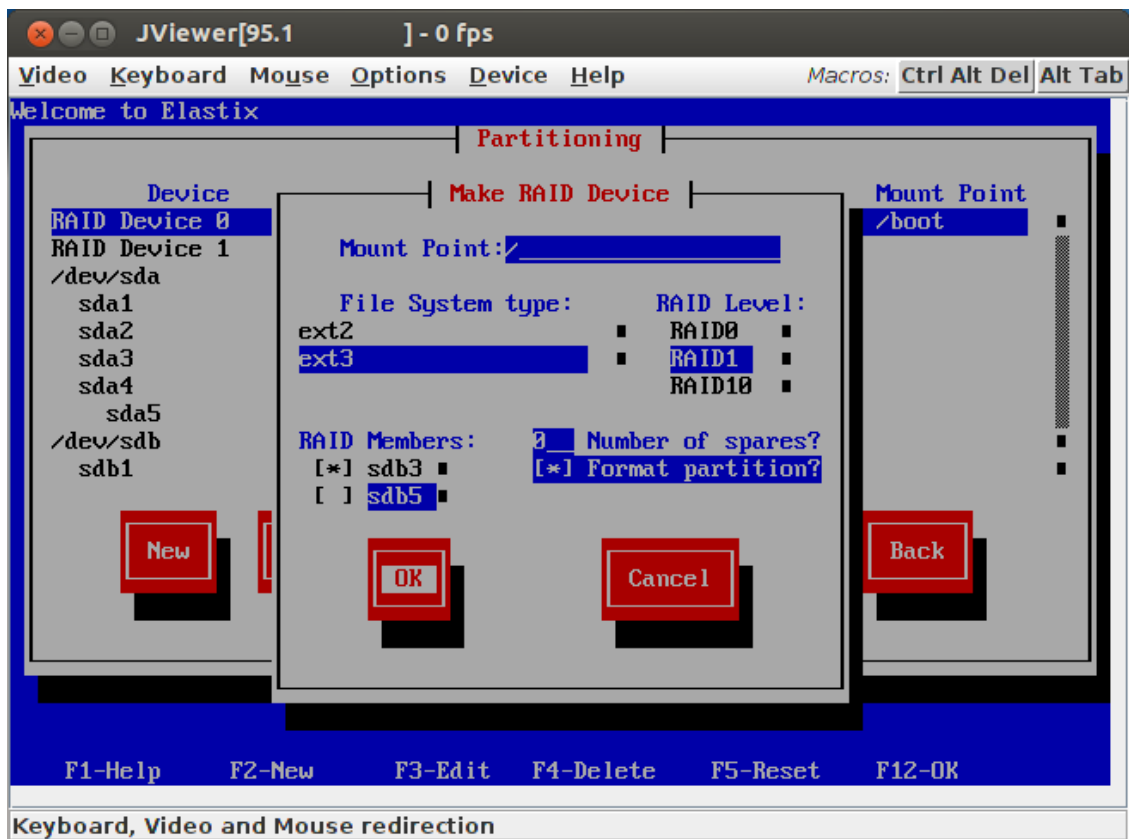 JViewer[95.1 ] - 0 fps
Video Keyboard Mouse Options Device Help Macros: Ctrl Alt Del Alt Tab
Welcome to Elastix
Partitioning
Device Make RAID Device Mount Point
RAID Device 0 /boot
RAID Device 1 Mount Point:/
/dev/sda
sda1 File System type: RAID Level:
sda2 ext2 RAID0
sda3 ext3 RAID1
sda4 RAID10
sda5
/dev/sdb RAID Members: 0 Number of spares?
sdb1 [*] sdb3 [*] Format partition?
[ ] sdb5
New OK Cancel Back
F1-Help F2-New F3-Edit F4-Delete F5-Reset F12-OK
Keyboard, Video and Mouse redirection